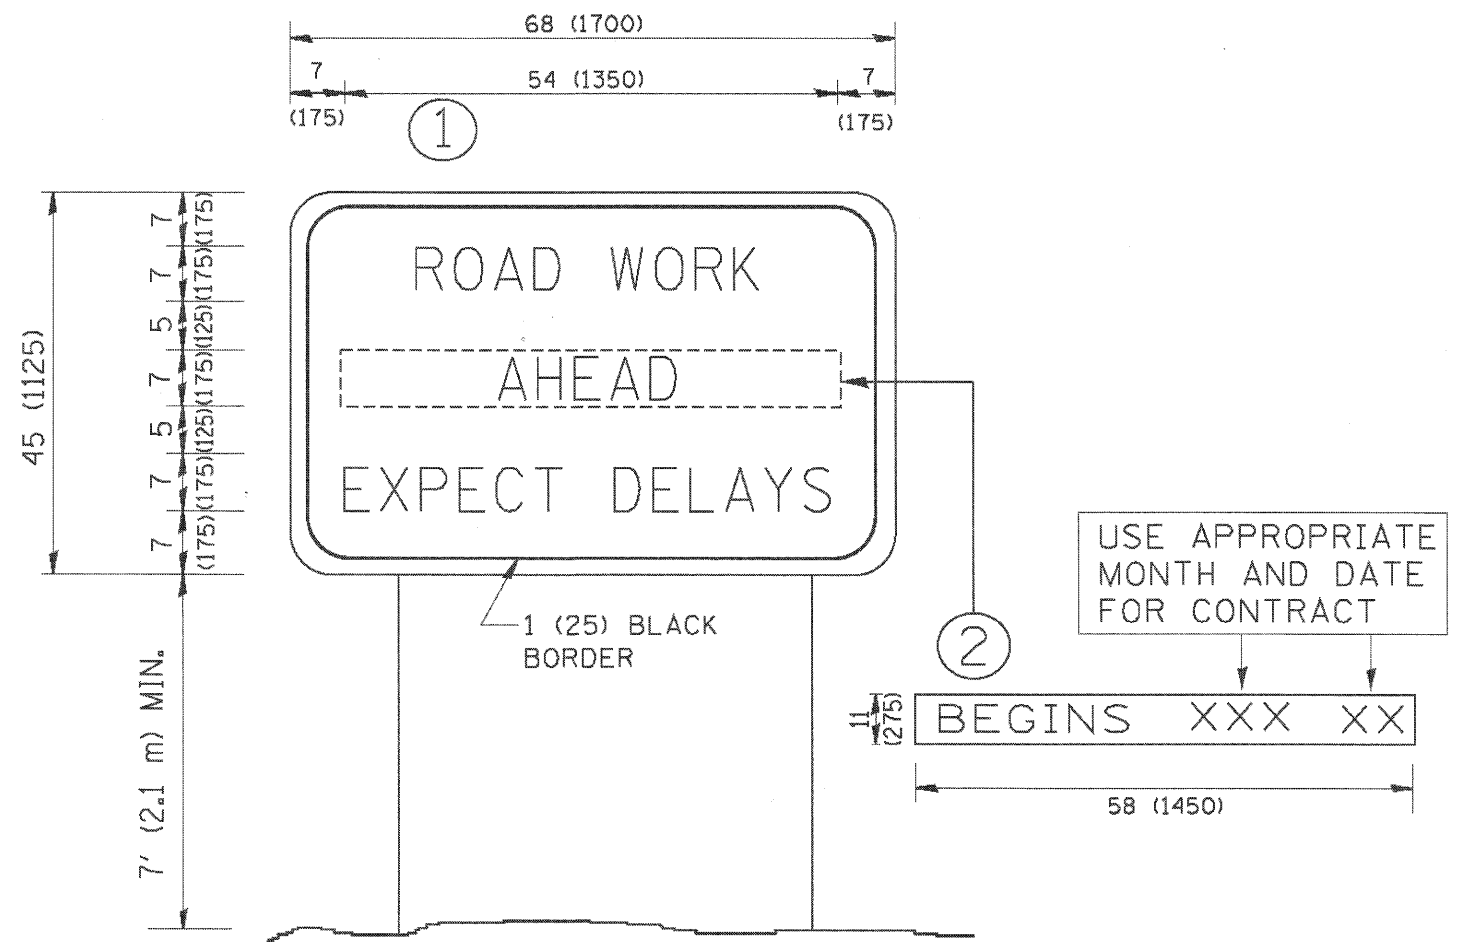 68 (1700)
7
54 (1350)
7
(175)
(175)
1
7 (175)
7 (175)
5 (125)
7 (175)
5 (125)
7 (175)
7 (175)
45 (1125)
ROAD WORK
AHEAD
EXPECT DELAYS
1 (25) BLACK
BORDER
7' (2.1 m) MIN.
2
USE APPROPRIATE
MONTH AND DATE
FOR CONTRACT
11
(275)
BEGINS XXX XX
58 (1450)